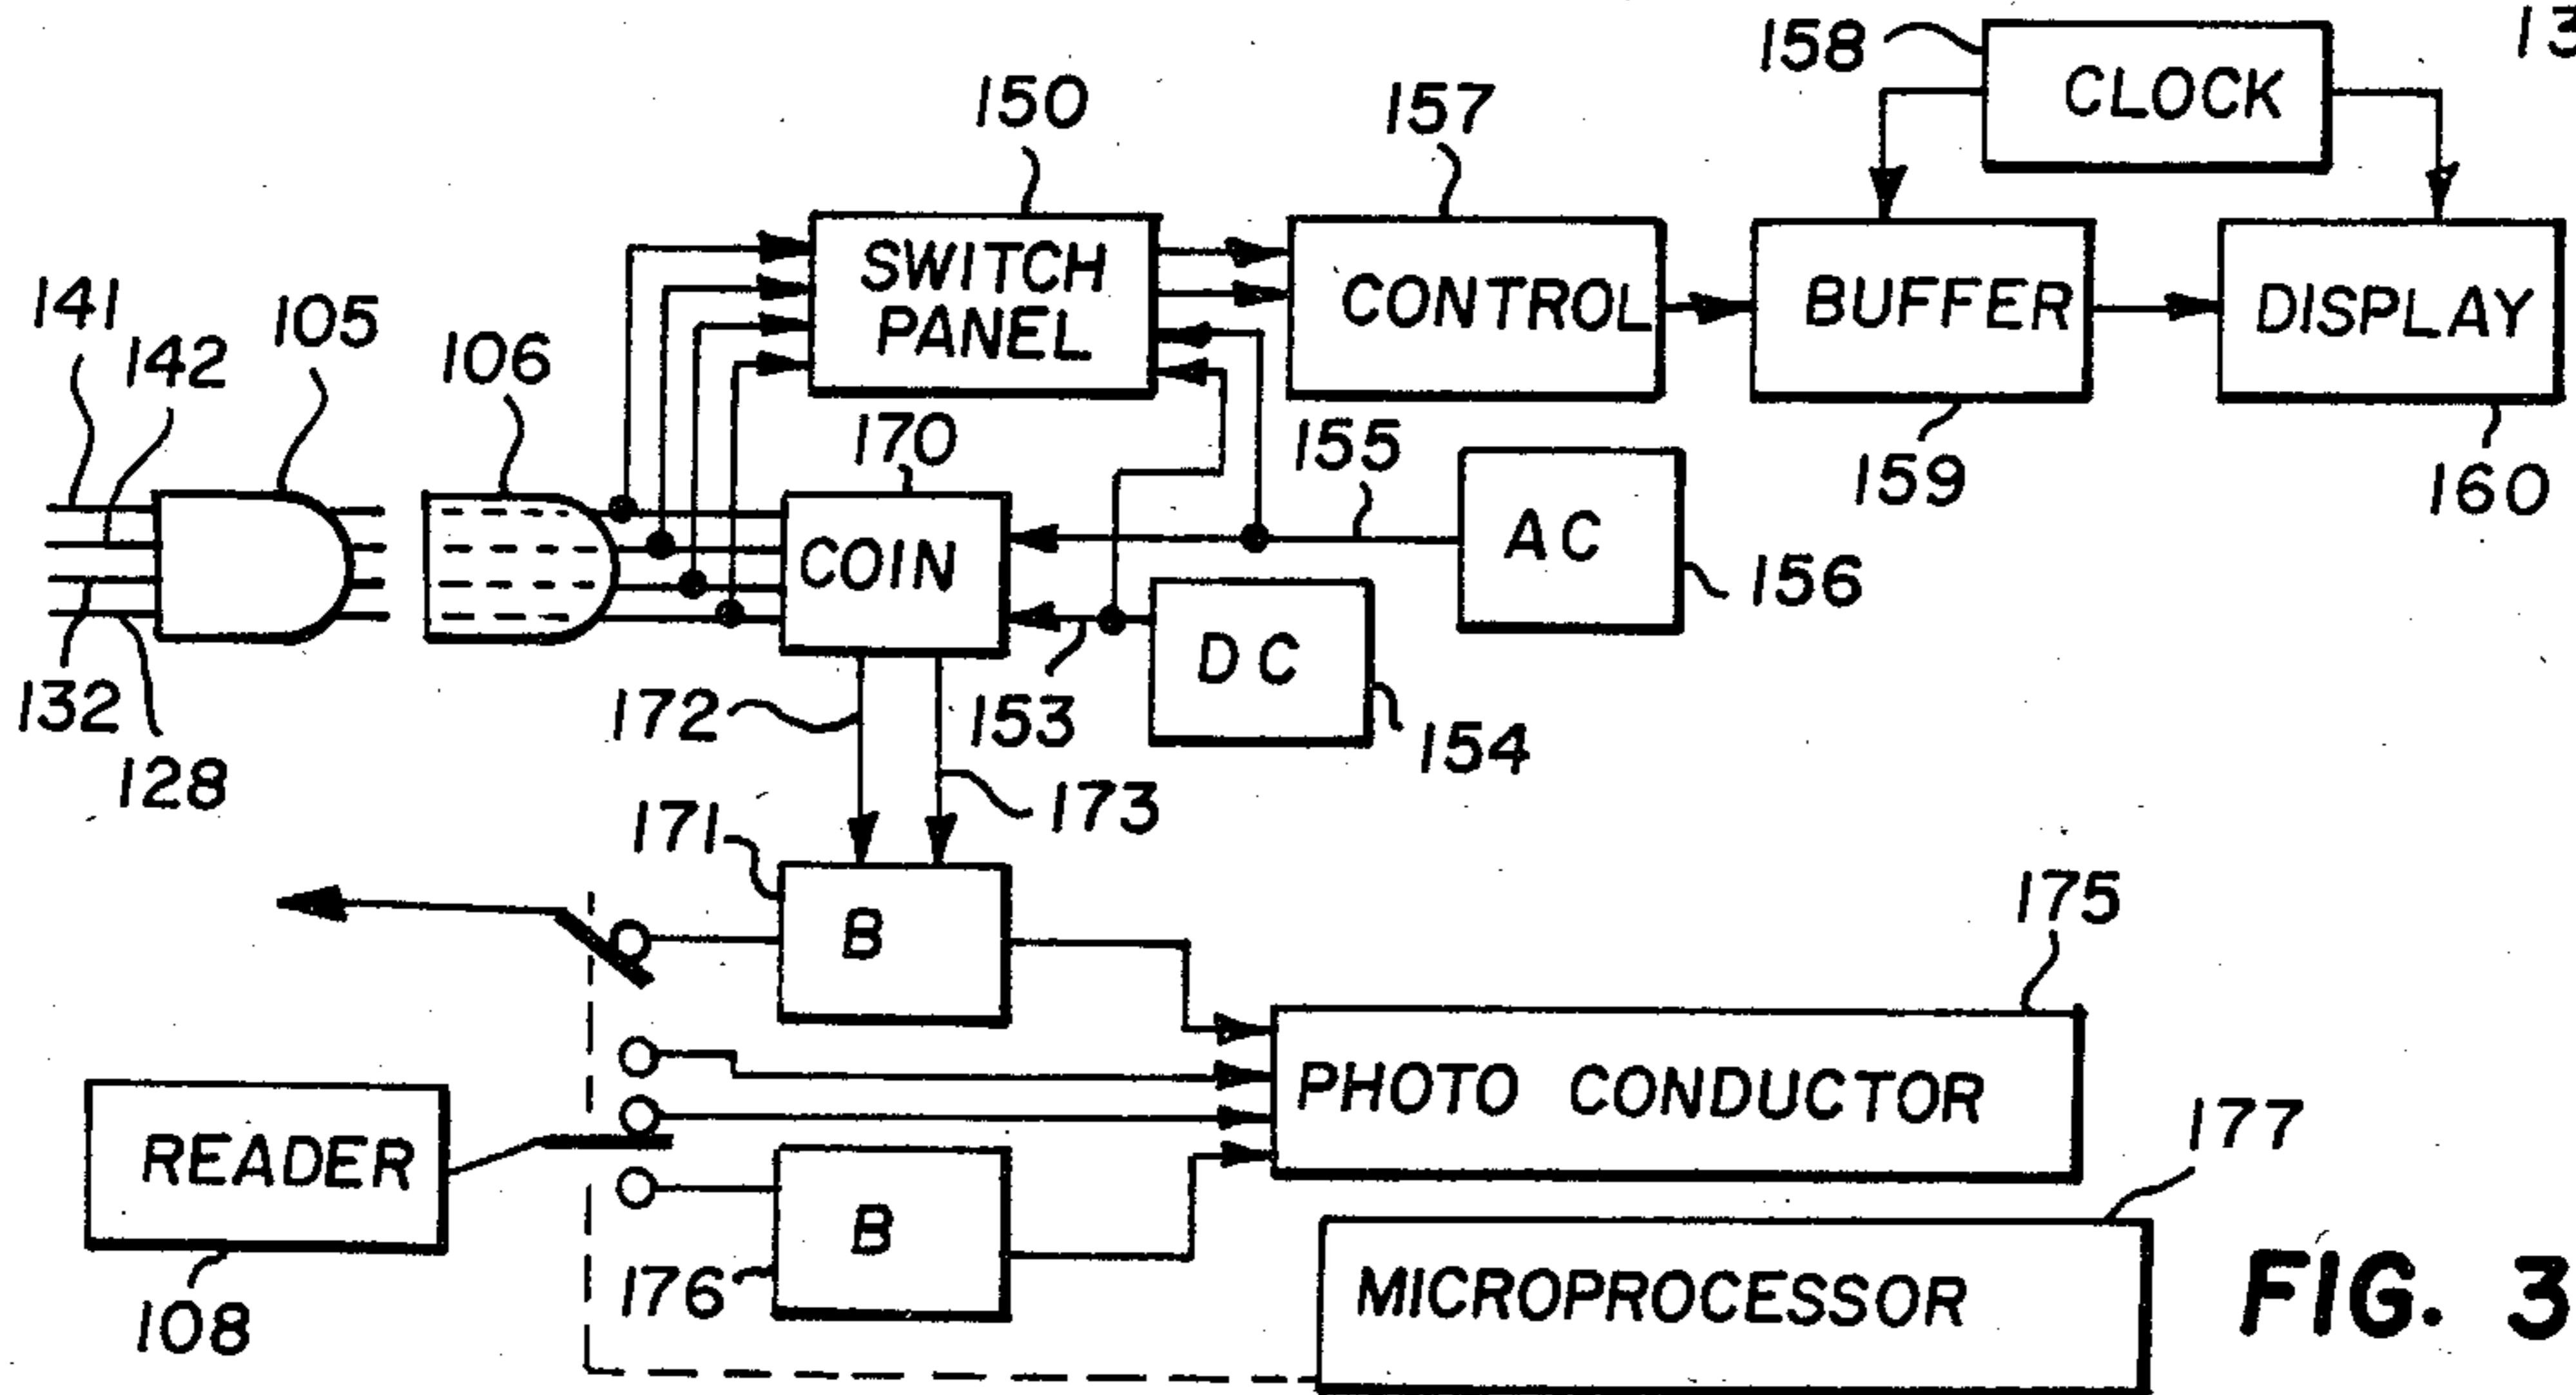 158
CLOCK
13
150
157
SWITCH
PANEL
CONTROL
BUFFER
DISPLAY
141
142
105
106
170
155
159
160
COIN
AC
156
DC
132
128
172
153
154
173
171
B
175
PHOTO CONDUCTOR
READER
177
B
176
108
MICROPROCESSOR
FIG. 3